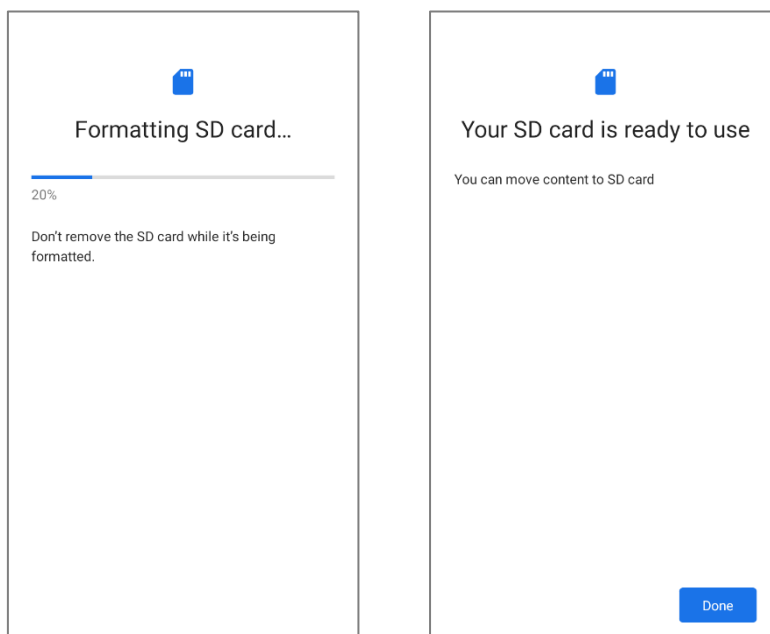 Formatting SD card…
20%
Don't remove the SD card while it's being
formatted.
Your SD card is ready to use
You can move content to SD card
Done